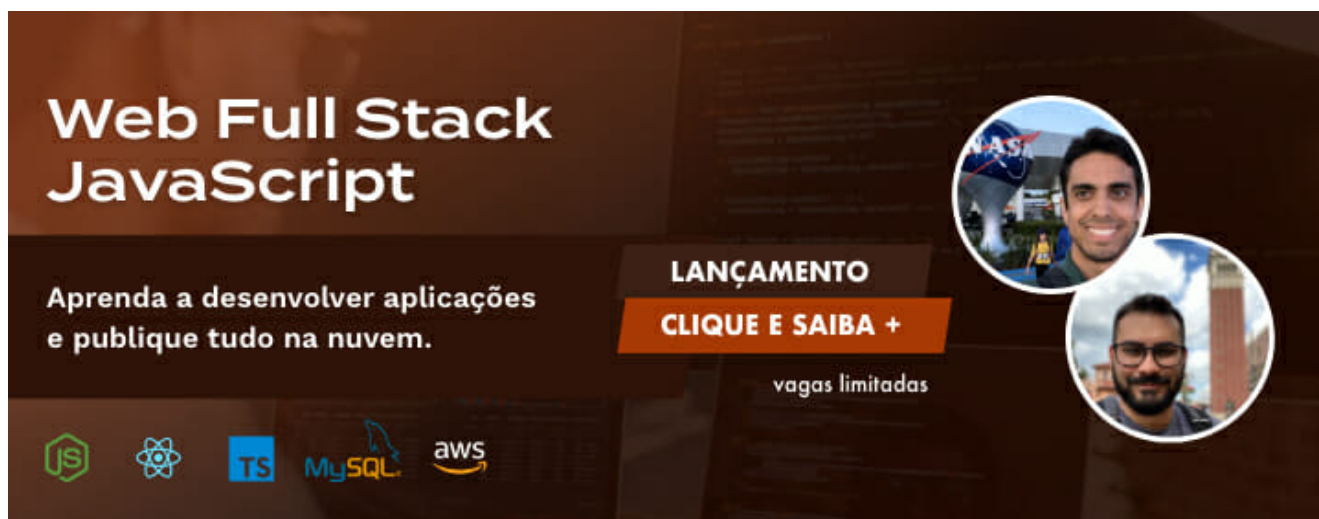 Web Full Stack
JavaScript
Aprenda a desenvolver aplicações
e publique tudo na nuvem.
LANÇAMENTO
CLIQUE E SAIBA +
vagas limitadas
NASA
JS
TS
MySQL
aws